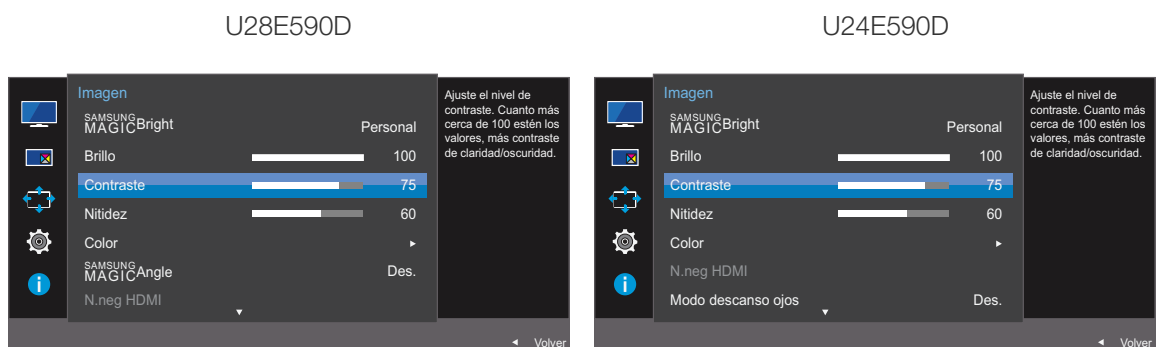 U28E590D
Imagen
SAMSUNG
MAGICBright Personal
Brillo 100
Contraste 75
Nitidez 60
Color
SAMSUNG
MAGICAngle Des.
N.neg HDMI
Ajuste el nivel de
contraste. Cuanto más
cerca de 100 estén los
valores, más contraste
de claridad/oscuridad.
Volver
U24E590D
Imagen
SAMSUNG
MAGICBright Personal
Brillo 100
Contraste 75
Nitidez 60
Color
N.neg HDMI
Modo descanso ojos Des.
Ajuste el nivel de
contraste. Cuanto más
cerca de 100 estén los
valores, más contraste
de claridad/oscuridad.
Volver